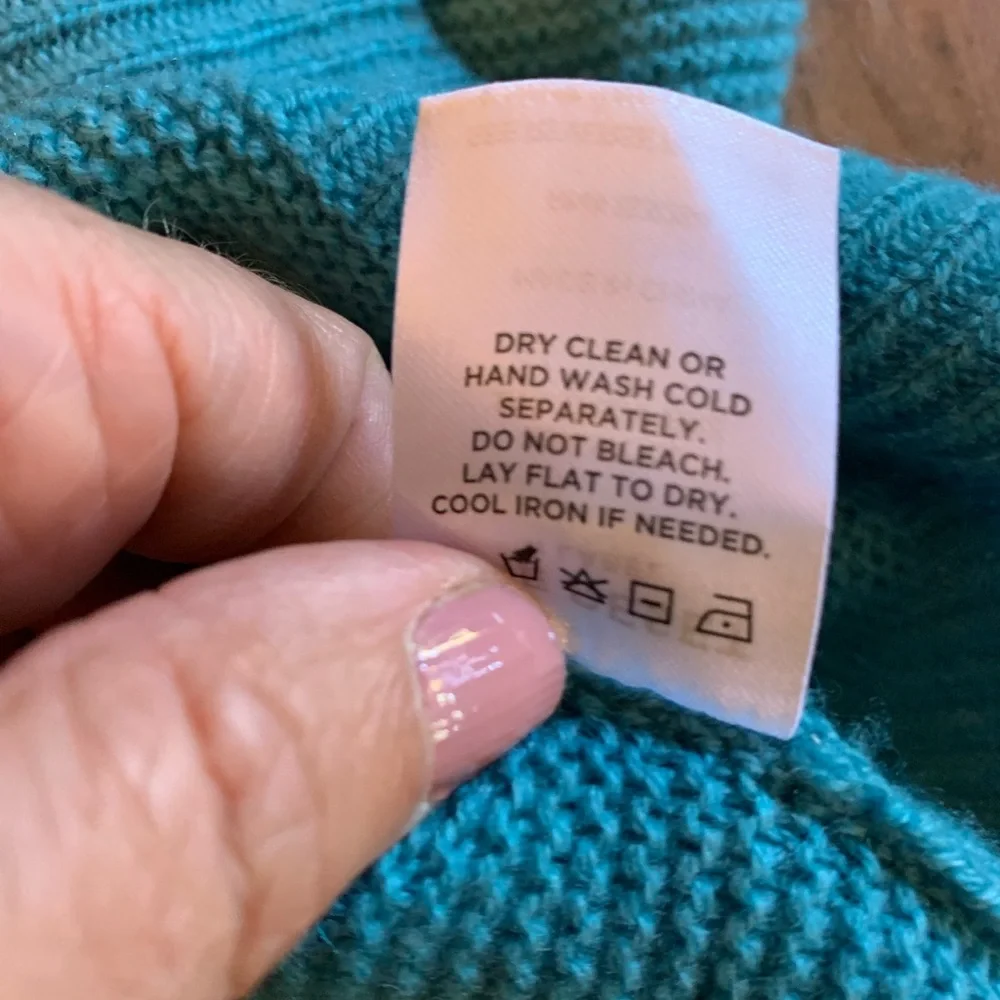 DRY CLEAN OR
HAND WASH COLD
SEPARATELY.
DO NOT BLEACH.
LAY FLAT TO DRY.
COOL IRON IF NEEDED.